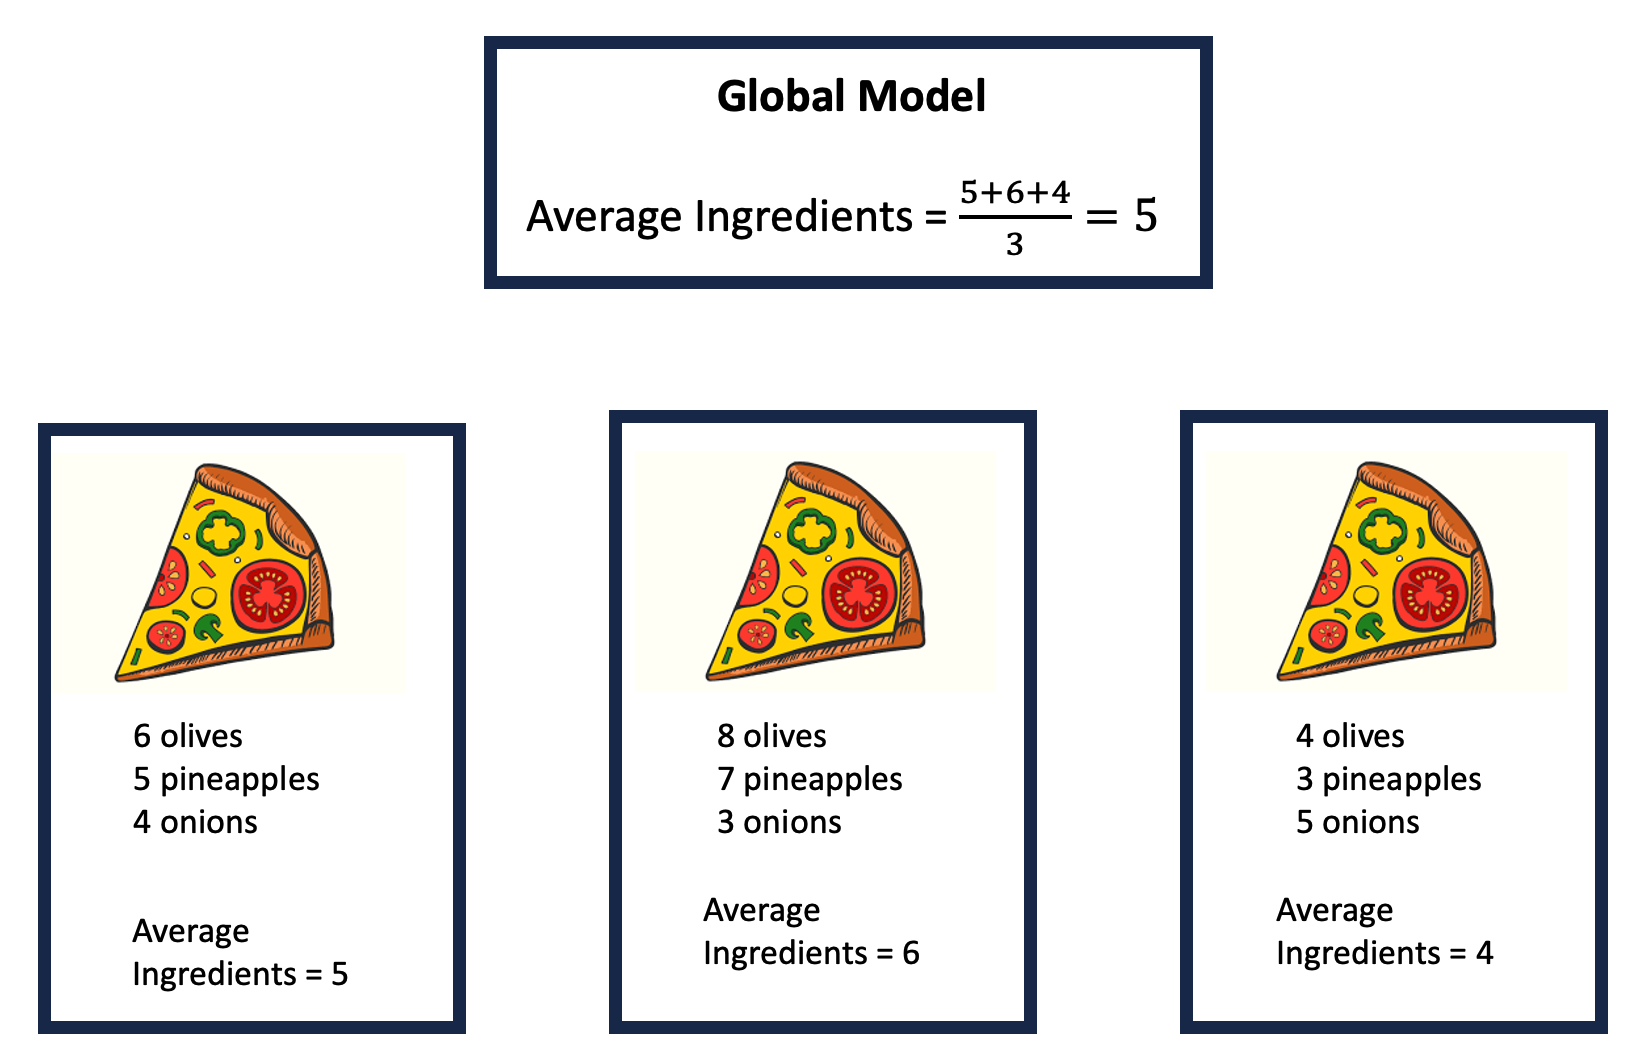 Global Model
Average Ingredients = \frac{5+6+4}{3} = 5
6 olives
5 pineapples
4 onions
Average
Ingredients = 5
8 olives
7 pineapples
3 onions
Average
Ingredients = 6
4 olives
3 pineapples
5 onions
Average
Ingredients = 4